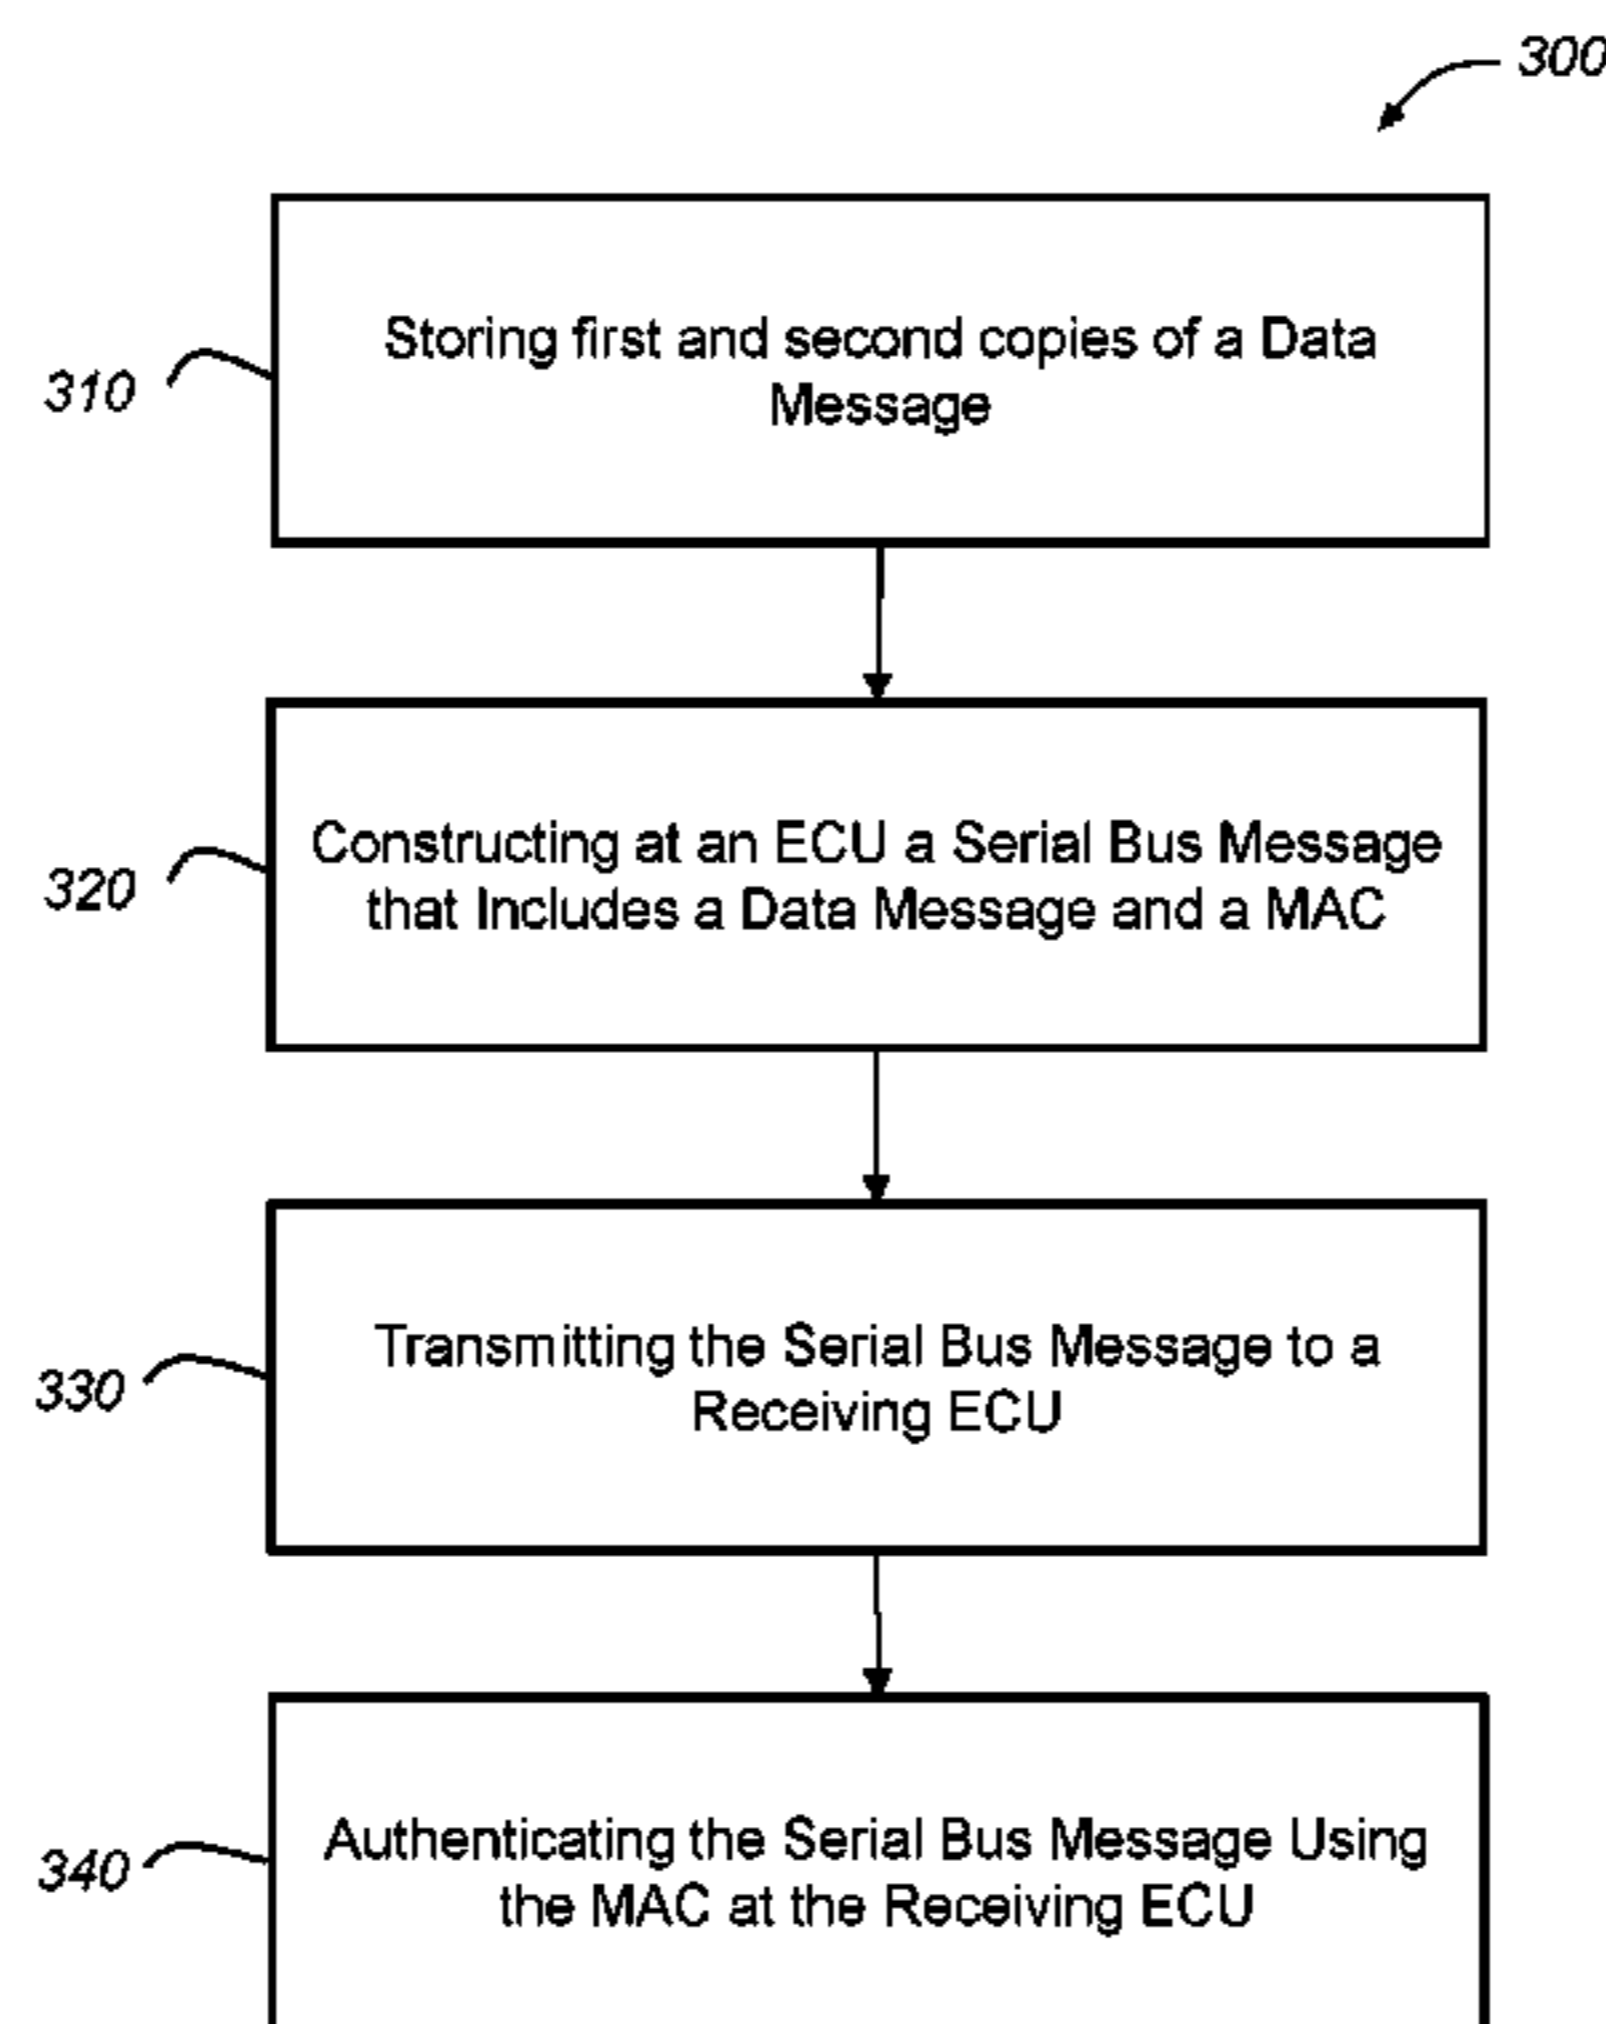 300
310
Storing first and second copies of a Data
Message
320
Constructing at an ECU a Serial Bus Message
that Includes a Data Message and a MAC
330
Transmitting the Serial Bus Message to a
Receiving ECU
340
Authenticating the Serial Bus Message Using
the MAC at the Receiving ECU